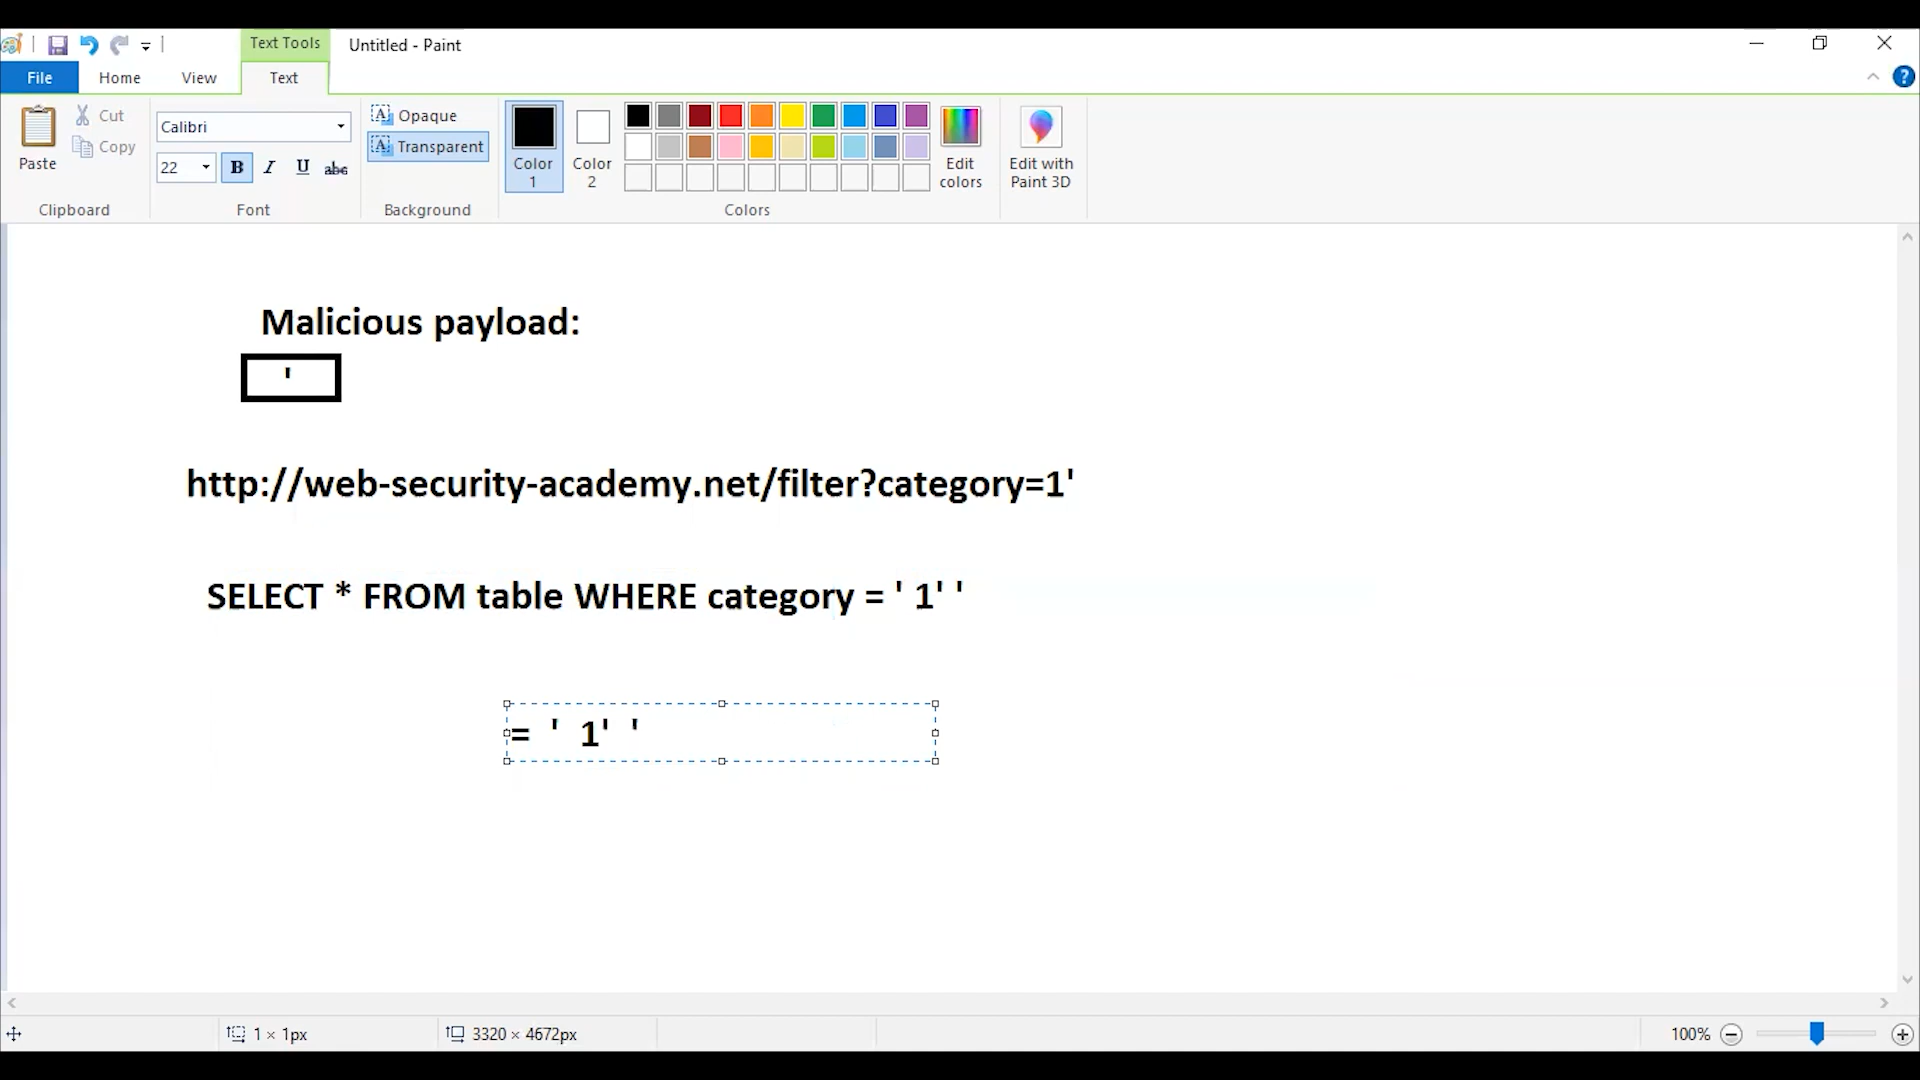 Text Tools
Untitled - Paint
File
Home
View
Text
Paste
Cut
Copy
Clipboard
Calibri
22
B
I
U
abc
Font
Opaque
Transparent
Background
Color 1
Color 2
Colors
Edit colors
Edit with Paint 3D
Malicious payload:
'
http://web-security-academy.net/filter?category=1'
SELECT * FROM table WHERE category = ' 1' '
= ' 1' '
1 × 1px
3320 × 4672px
100%